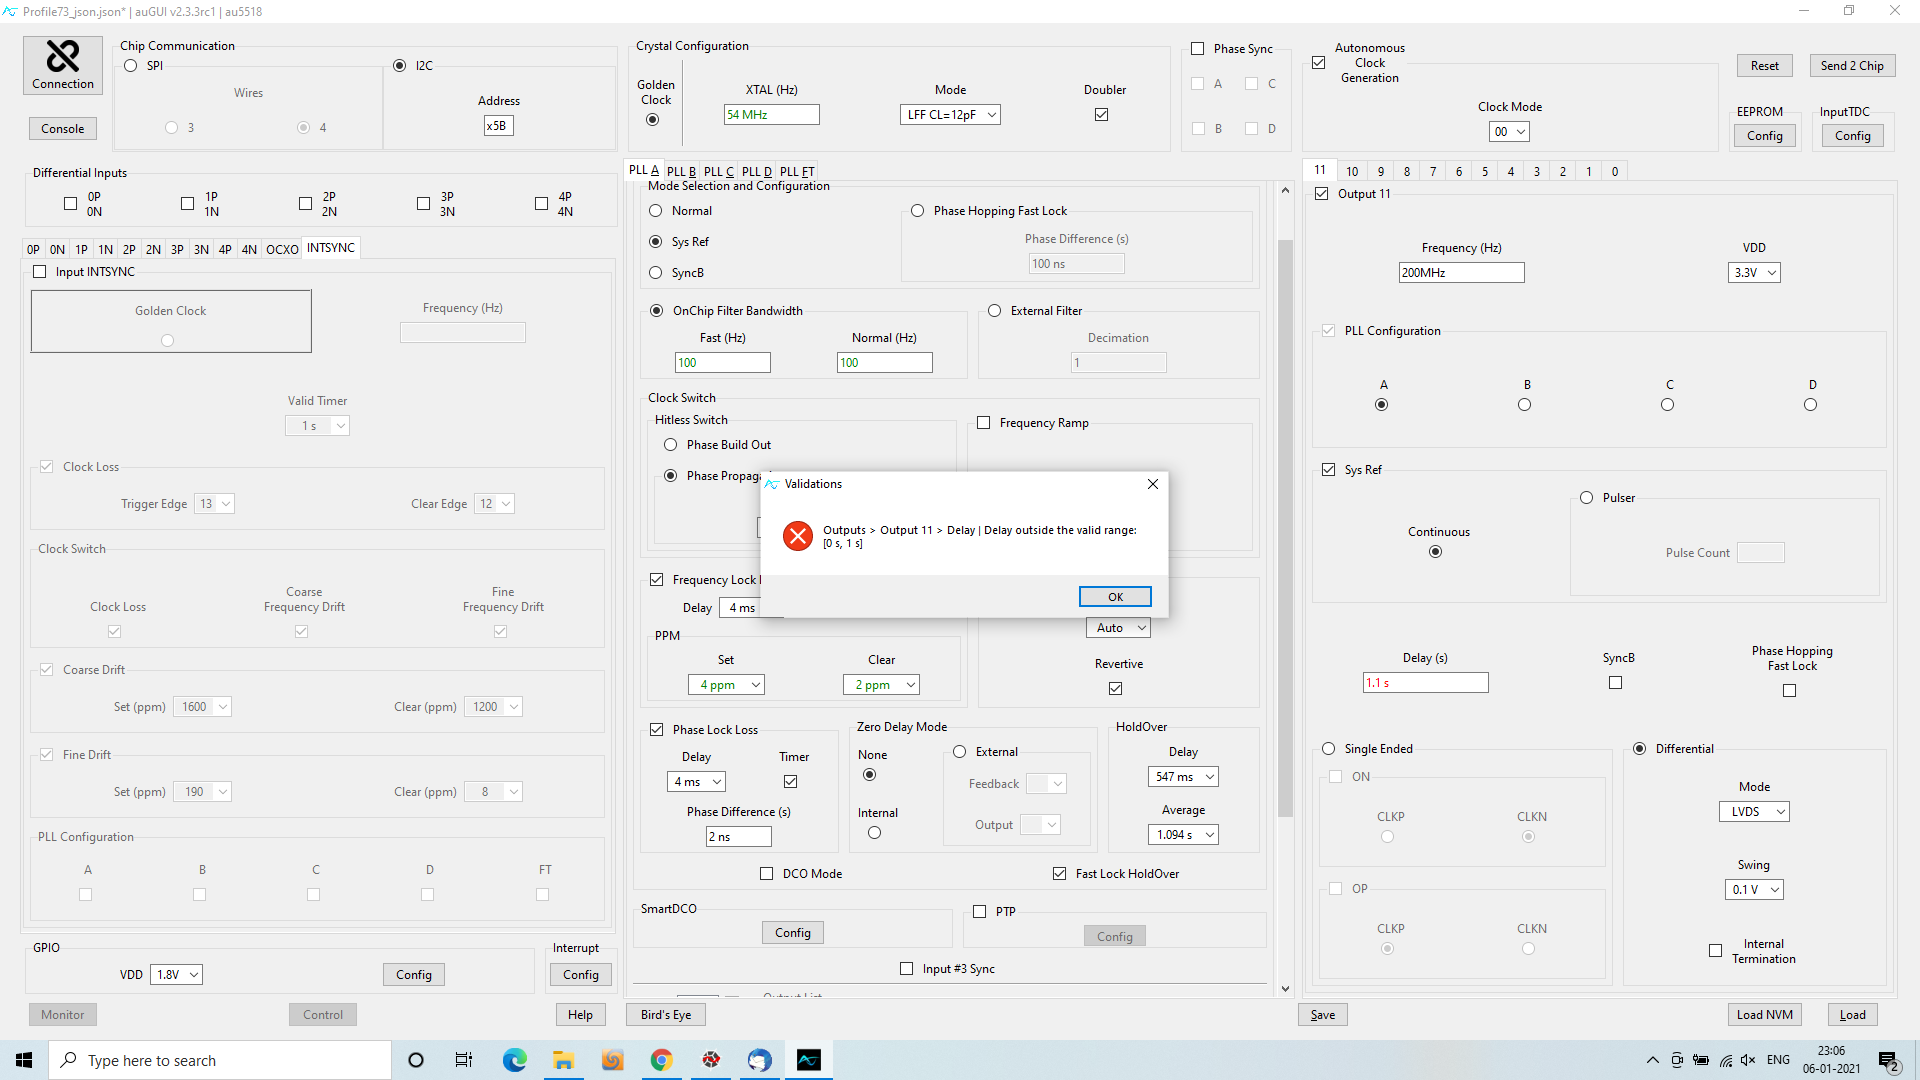 Profile73_json.json* | auGUI v2.3.3rc1 | au5518
Connection
Console
Chip Communication
SPI
Wires
3
4
I2C
Address
x5B
Crystal Configuration
Golden
Clock
XTAL (Hz)
54 MHz
Mode
LFF CL=12pF
Doubler
Phase Sync
A
C
B
D
Autonomous
Clock
Generation
Clock Mode
00
Reset
Send 2 Chip
EEPROM
Config
InputTDC
Config
Differential Inputs
0P
0N
1P
1N
2P
2N
3P
3N
4P
4N
0P 0N 1P 1N 2P 2N 3P 3N 4P 4N OCXO INTSYNC
Input INTSYNC
Golden Clock
Frequency (Hz)
Valid Timer
1 s
Clock Loss
Trigger Edge 13
Clear Edge 12
Clock Switch
Clock Loss
Coarse
Frequency Drift
Fine
Frequency Drift
Coarse Drift
Set (ppm) 1600
Clear (ppm) 1200
Fine Drift
Set (ppm) 190
Clear (ppm) 8
PLL Configuration
A
B
C
D
FT
GPIO
VDD 1.8V
Config
Interrupt
Config
Monitor
Control
Help
PLL A PLL B PLL C PLL D PLL FT
Mode Selection and Configuration
Normal
Sys Ref
SyncB
Phase Hopping Fast Lock
Phase Difference (s)
100 ns
OnChip Filter Bandwidth
Fast (Hz)
100
Normal (Hz)
100
External Filter
Decimation
1
Clock Switch
Hitless Switch
Phase Build Out
Frequency Ramp
Validations
Outputs > Output 11 > Delay | Delay outside the valid range:
[0 s, 1 s]
OK
Frequency Lock
Delay 4 ms
PPM
Set
4 ppm
Clear
2 ppm
Auto
Revertive
Phase Lock Loss
Delay
4 ms
Timer
Phase Difference (s)
2 ns
Zero Delay Mode
None
Internal
External
Feedback
Output
HoldOver
Delay
547 ms
Average
1.094 s
DCO Mode
Fast Lock HoldOver
SmartDCO
Config
PTP
Config
Input #3 Sync
Output List
Bird's Eye
11 10 9 8 7 6 5 4 3 2 1 0
Output 11
Frequency (Hz)
200MHz
VDD
3.3V
PLL Configuration
A
B
C
D
Sys Ref
Continuous
Pulser
Pulse Count
Delay (s)
1.1 s
SyncB
Phase Hopping
Fast Lock
Single Ended
ON
CLKP
CLKN
OP
CLKP
CLKN
Differential
Mode
LVDS
Swing
0.1 V
Internal
Termination
Save
Load NVM
Load
Type here to search
ENG
23:06
06-01-2021
2